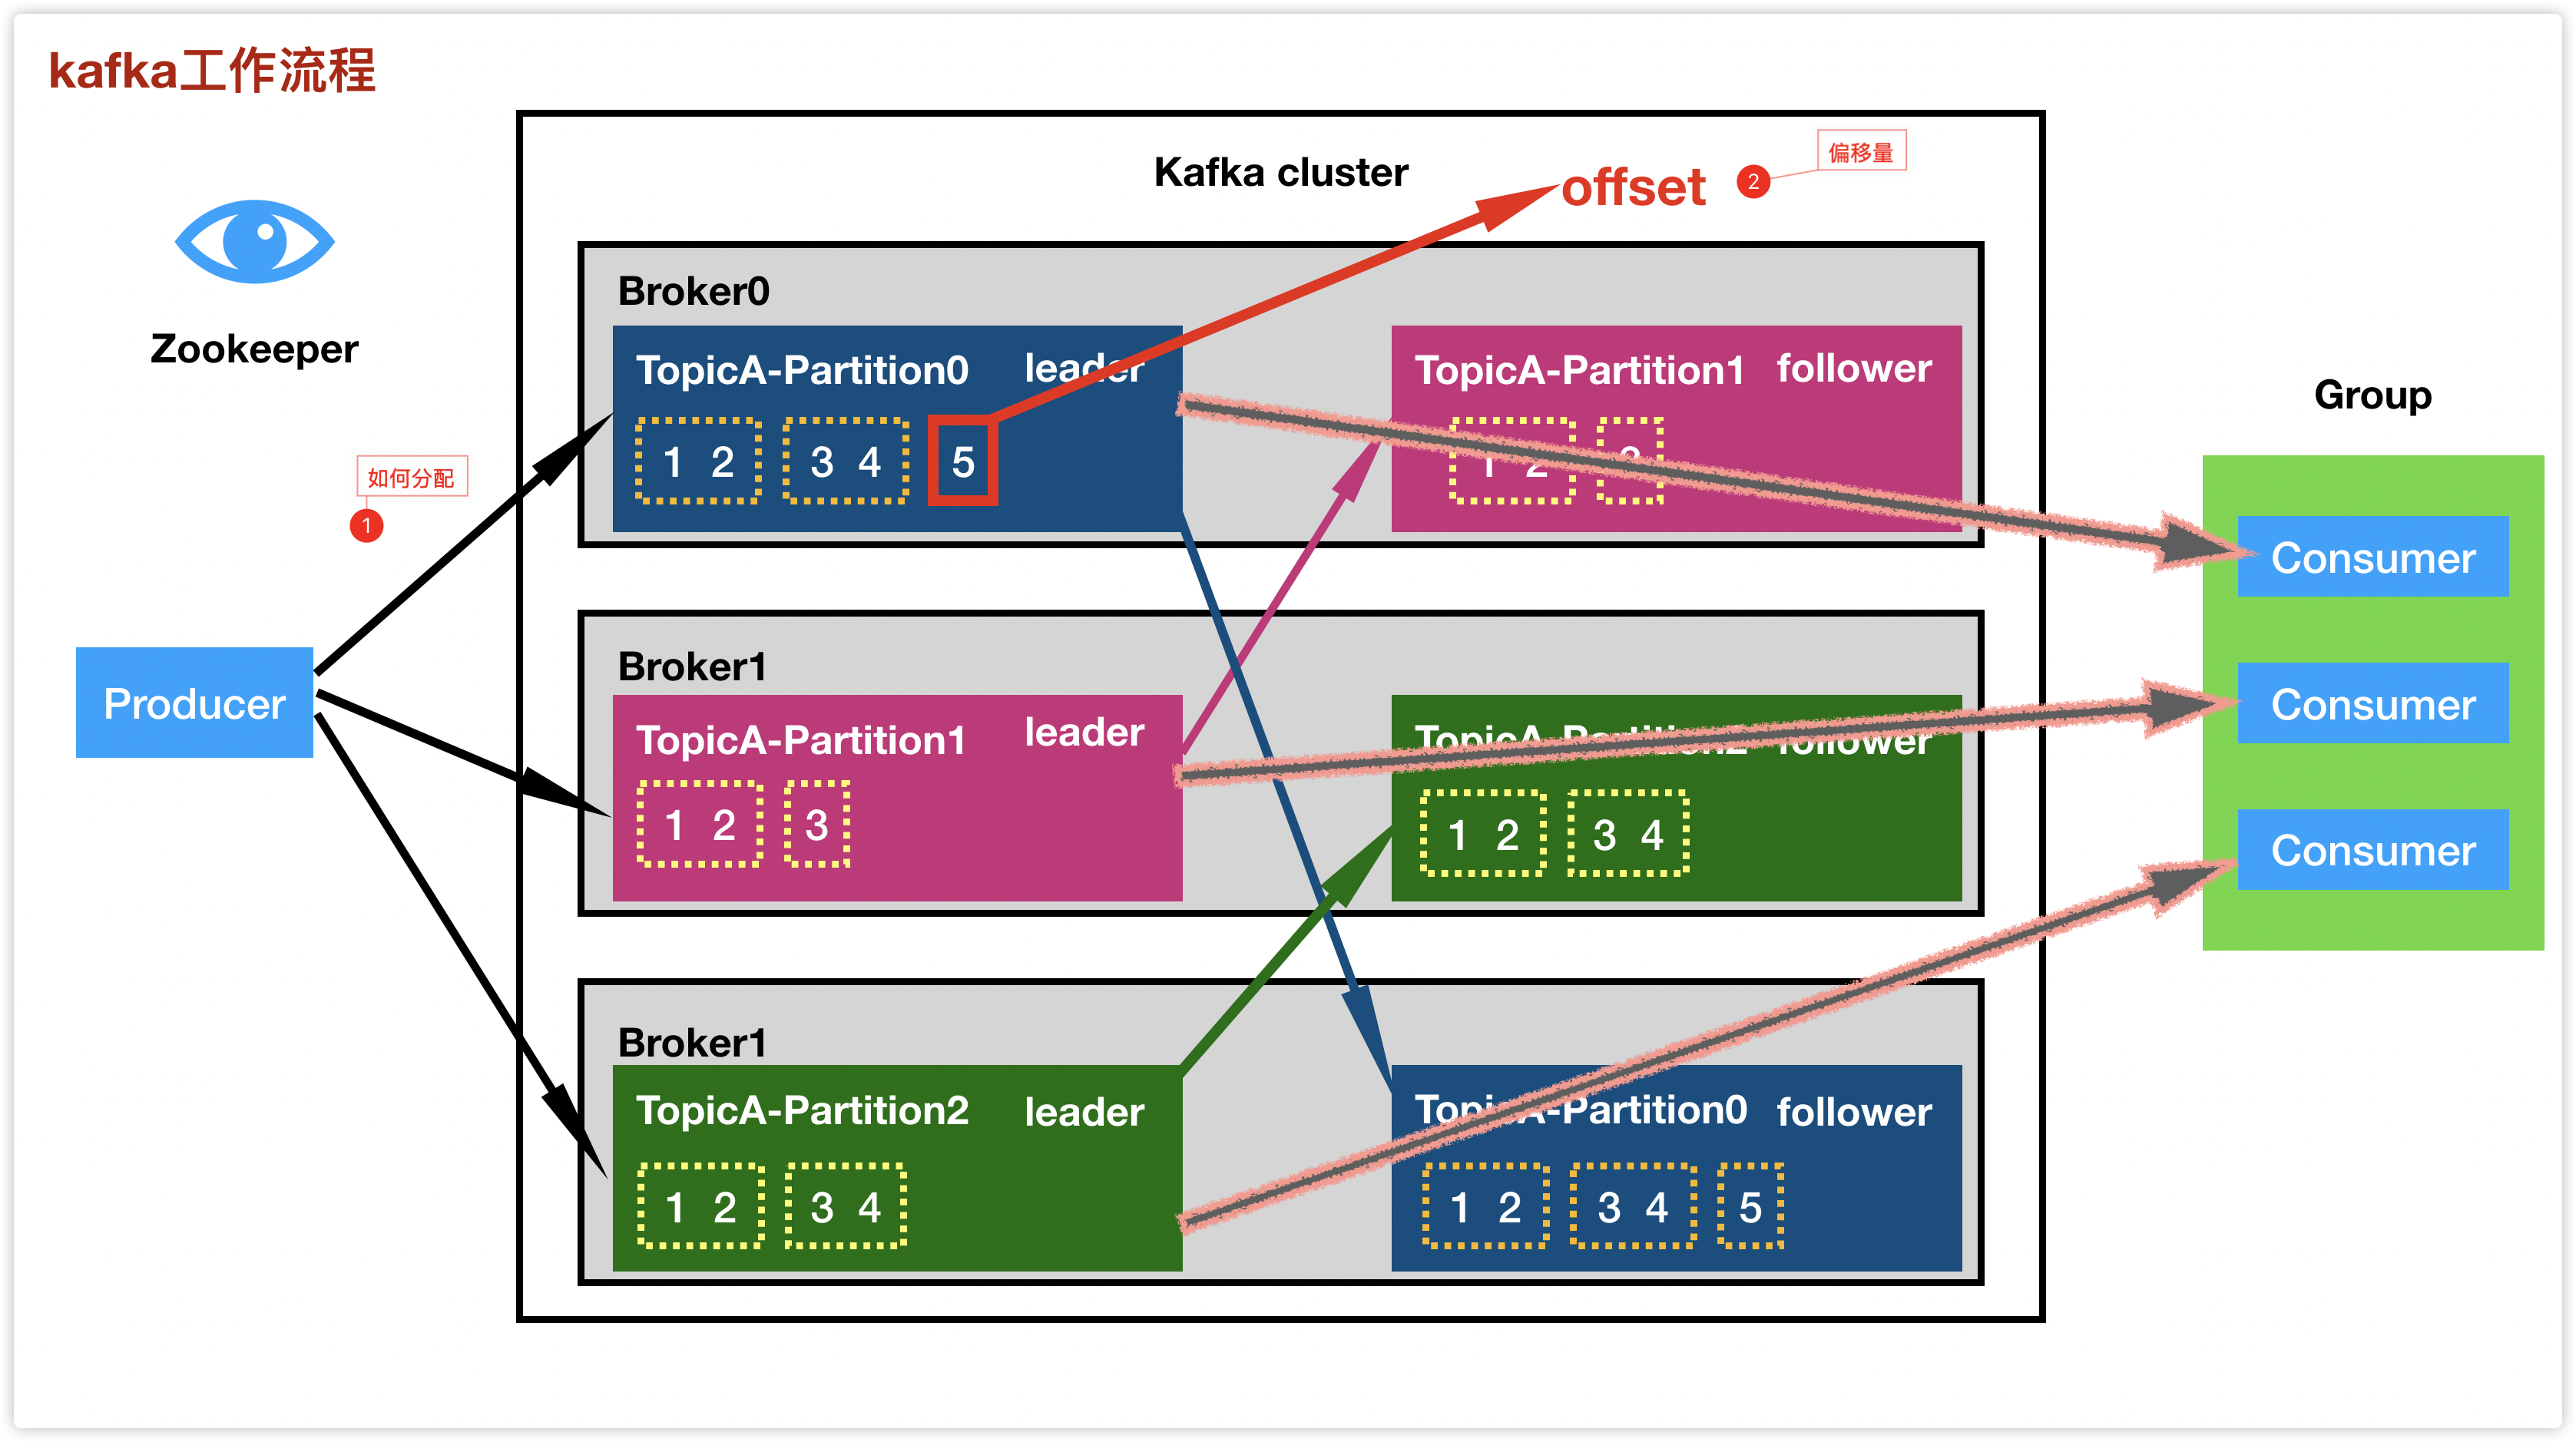 kafka工作流程
Zookeeper
如何分配
1
Producer
Kafka cluster
offset
2
偏移量
Broker0
TopicA-Partition0 leader
1 2 3 4 5
TopicA-Partition1 follower
1 2 3
Broker1
TopicA-Partition1 leader
1 2 3
TopicA-Partition2 follower
1 2 3 4
Broker1
TopicA-Partition2 leader
1 2 3 4
TopicA-Partition0 follower
1 2 3 4 5
Group
Consumer
Consumer
Consumer